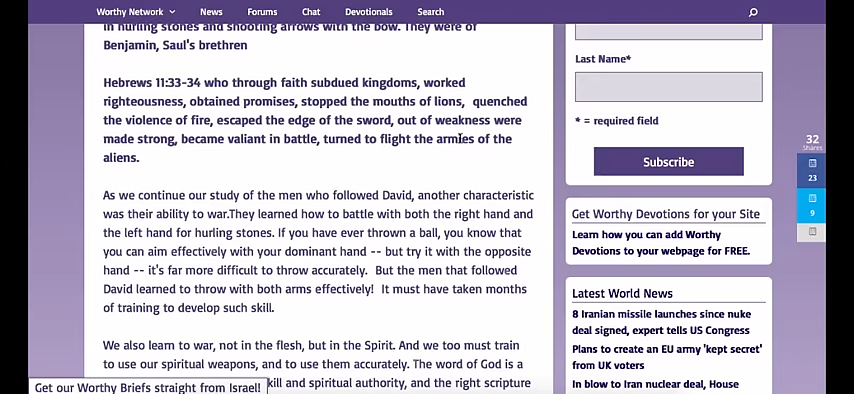 Worthy Network News Forums Chat Devotionals Search
in hurling stones and shooting arrows with the bow. They were of
Benjamin, Saul's brethren
Hebrews 11:33-34 who through faith subdued kingdoms, worked
righteousness, obtained promises, stopped the mouths of lions, quenched
the violence of fire, escaped the edge of the sword, out of weakness were
made strong, became valiant in battle, turned to flight the armies of the
aliens.
As we continue our study of the men who followed David, another characteristic
was their ability to war.They learned how to battle with both the right hand and
the left hand for hurling stones. If you have ever thrown a ball, you know that
you can aim effectively with your dominant hand -- but try it with the opposite
hand -- it's far more difficult to throw accurately. But the men that followed
David learned to throw with both arms effectively! It must have taken months
of training to develop such skill.
We also learn to war, not in the flesh, but in the Spirit. And we too must train
to use our spiritual weapons, and to use them accurately. The word of God is a
kill and spiritual authority, and the right scripture
Get our Worthy Briefs straight from Israel!
Last Name*
* = required field
Subscribe
Get Worthy Devotions for your Site
Learn how you can add Worthy
Devotions to your webpage for FREE.
Latest World News
8 Iranian missile launches since nuke
deal signed, expert tells US Congress
Plans to create an EU army 'kept secret'
from UK voters
In blow to Iran nuclear deal, House
32
Shares
23
9